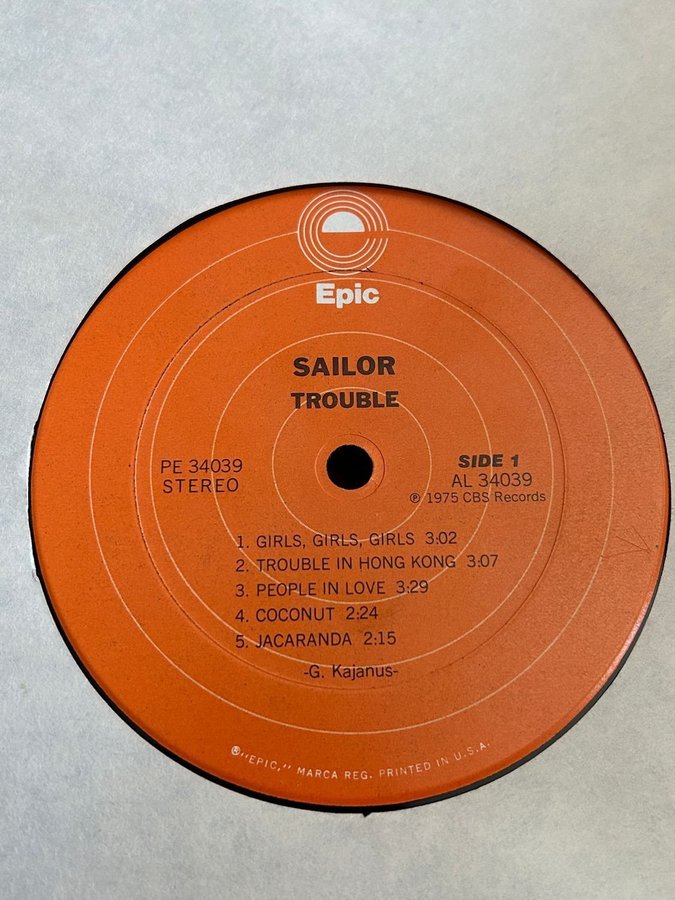 Epic
SAILOR
TROUBLE
PE 34039
STEREO
SIDE 1
AL 34039
℗ 1975 CBS Records
1. GIRLS, GIRLS, GIRLS 3:02
2. TROUBLE IN HONG KONG 3:07
3. PEOPLE IN LOVE 3:29
4. COCONUT 2:24
5. JACARANDA 2:15
-G. Kajanus-
®"EPIC," MARCA REG. PRINTED IN U.S.A.